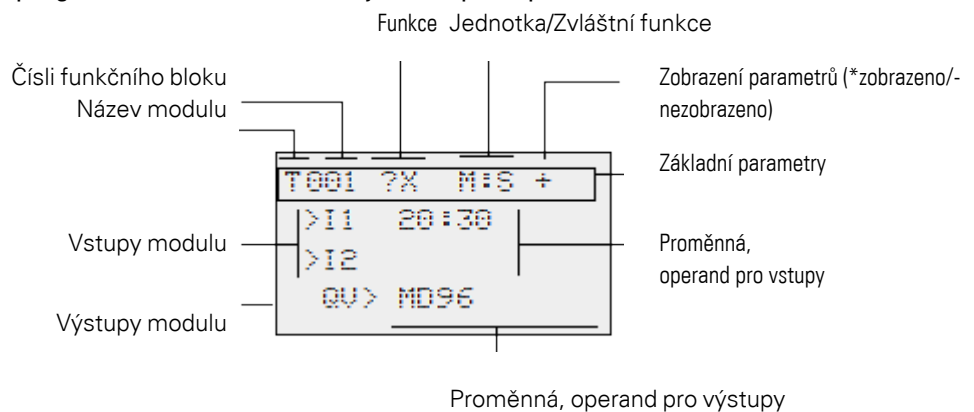 Funkce Jednotka/Zvláštní funkce
Čísli funkčního bloku
Název modulu
Zobrazení parametrů (*zobrazeno/-
nezobrazeno)
Základní parametry
T001 ?X M:S +
>I1 20:30
>I2
QV> MD96
Vstupy modulu
Výstupy modulu
Proměnná,
operand pro vstupy
Proměnná, operand pro výstupy